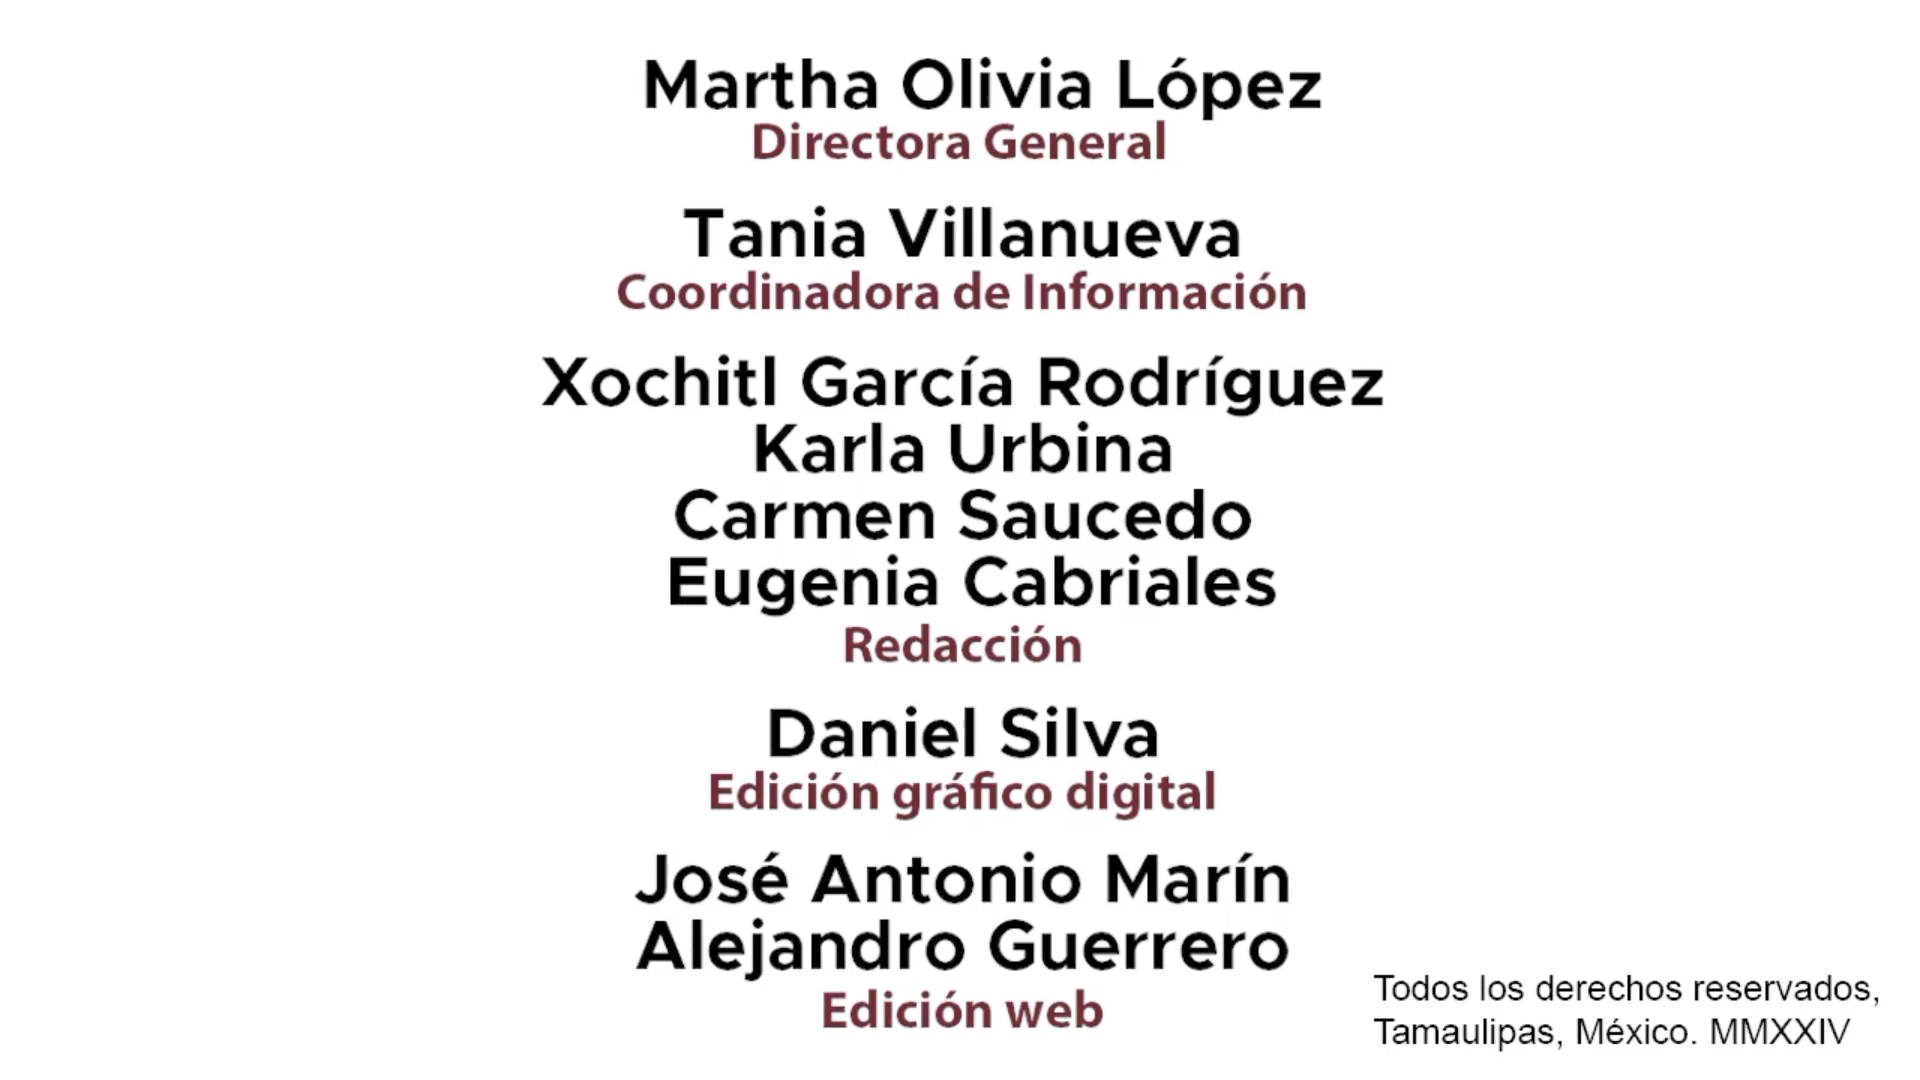 Martha Olivia López
Directora General
Tania Villanueva
Coordinadora de Información
Xochitl García Rodríguez
Karla Urbina
Carmen Saucedo
Eugenia Cabriales
Redacción
Daniel Silva
Edición gráfico digital
José Antonio Marín
Alejandro Guerrero
Edición web
Todos los derechos reservados,
Tamaulipas, México. MMXXIV